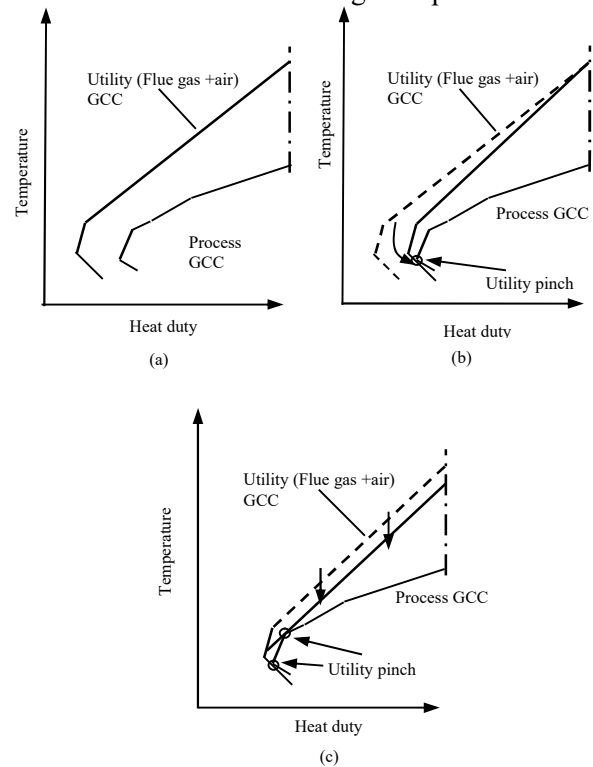 Utility (Flue gas +air)
GCC
Temperature
Process
GCC
Heat duty
(a)
Utility (Flue gas +air)
GCC
Temperature
Process GCC
Utility pinch
Heat duty
(b)
Utility (Flue gas +air)
GCC
Temperature
Process GCC
Utility pinch
Heat duty
(c)